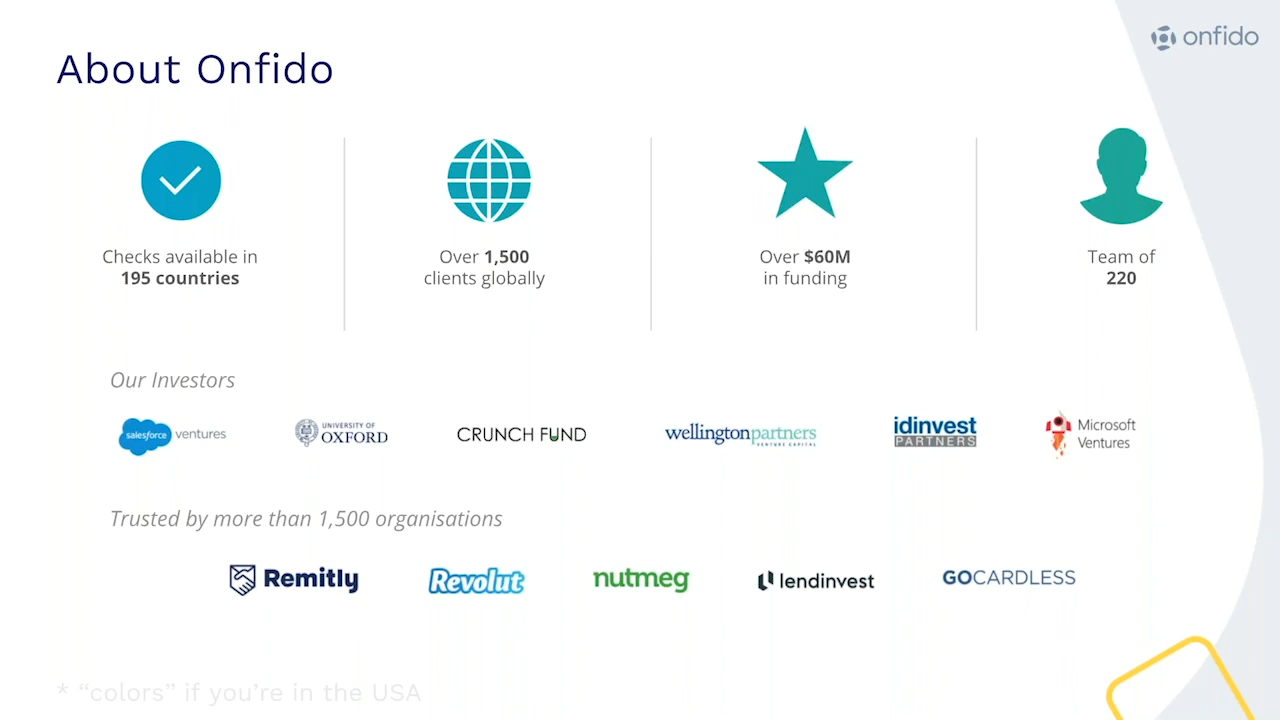 onfido
About Onfido
Checks available in
195 countries
Over 1,500
clients globally
Over $60M
in funding
Team of
220
Our Investors
salesforce ventures
UNIVERSITY OF
OXFORD
CRUNCH FUND
wellingtonpartners
VENTURE CAPITAL
idinvest
PARTNERS
Microsoft
Ventures
Trusted by more than 1,500 organisations
Remitly
Revolut
nutmeg
lendinvest
GOCARDLESS
* “colors” if you’re in the USA